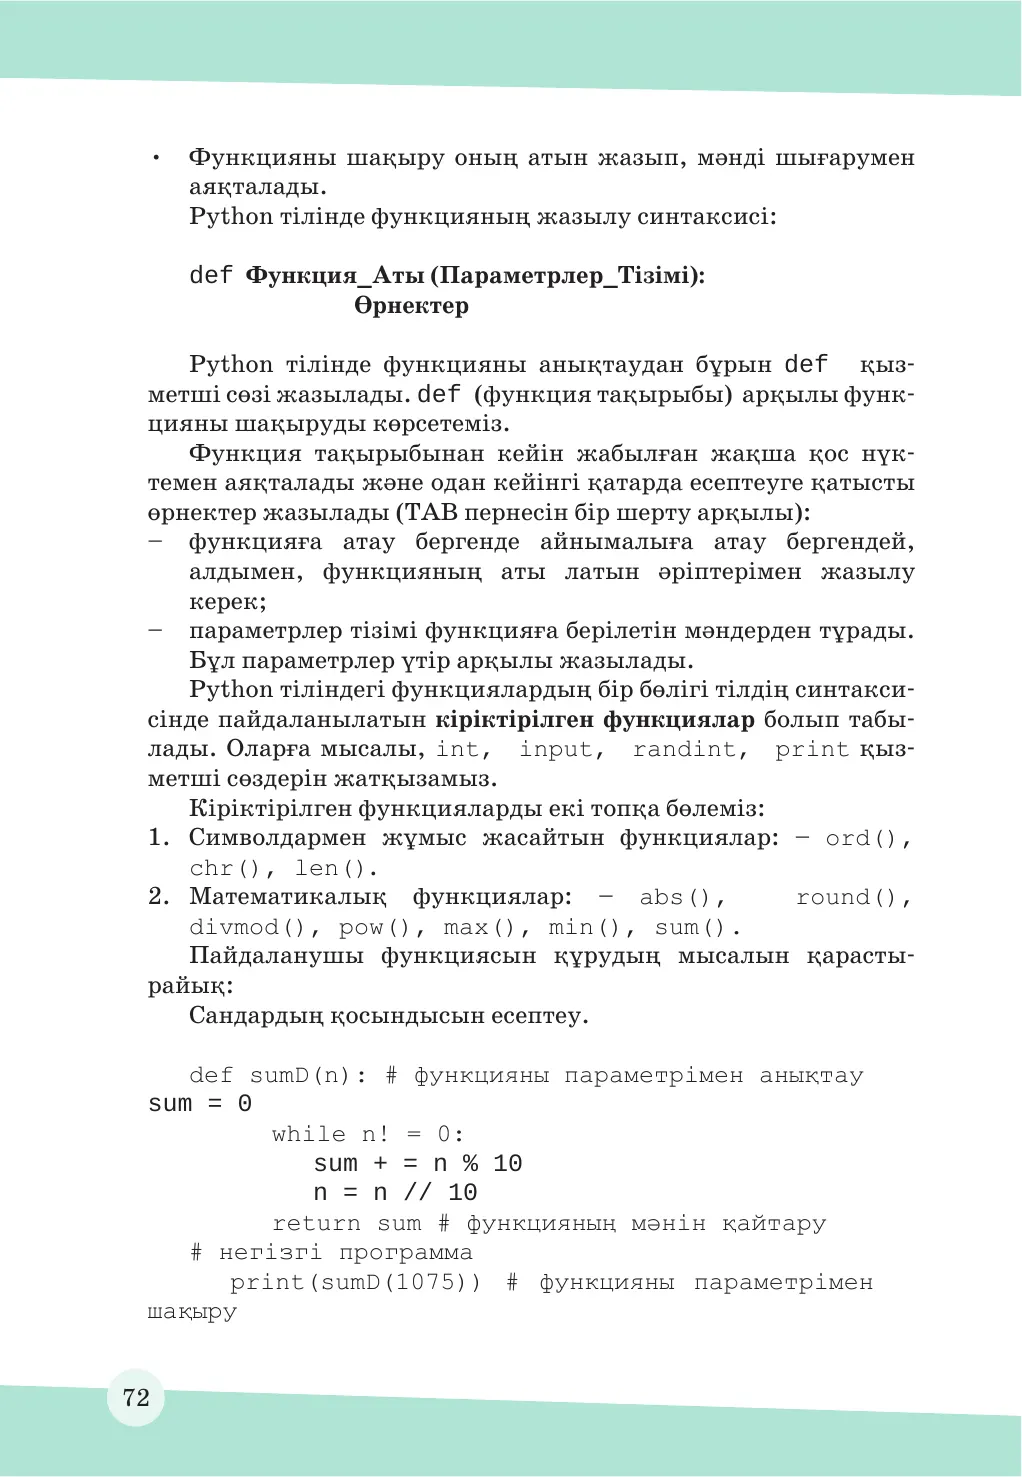 • Функцияны шақыру оның атын жазып, мәнді шығарумен
аяқталады.
Python тілінде функцияның жазылу синтаксисі:
def Функция_Аты (Параметрлер_Тізімі):
Өрнектер
Python тілінде функцияны анықтаудан бұрын def қыз-
метші сөзі жазылады. def (функция тақырыбы) арқылы функ-
цияны шақыруды көрсетеміз.
Функция тақырыбынан кейін жабылған жақша қос нүк-
темен аяқталады және одан кейінгі қатарда есептеуге қатысты
өрнектер жазылады (TAB пернесін бір шерту арқылы):
– функцияға атау бергенде айнымалыға атау бергендей,
алдымен, функцияның аты латын әріптерімен жазылу
керек;
– параметрлер тізімі функцияға берілетін мәндерден тұрады.
Бұл параметрлер үтір арқылы жазылады.
Python тіліндегі функциялардың бір бөлігі тілдің синтакси-
сінде пайдаланылатын кіріктірілген функциялар болып табы-
лады. Оларға мысалы, int, input, randint, print қыз-
метші сөздерін жатқызамыз.
Кіріктірілген функцияларды екі топқа бөлеміз:
1. Символдармен жұмыс жасайтын функциялар: – ord(),
chr(), len().
2. Математикалық функциялар: – abs(), round(),
divmod(), pow(), max(), min(), sum().
Пайдаланушы функциясын құрудың мысалын қарасты-
райық:
Сандардың қосындысын есептеу.
def sumD(n): # функцияны параметрімен анықтау
sum = 0
while n! = 0:
sum + = n % 10
n = n // 10
return sum # функцияның мәнін қайтару
# негізгі программа
print(sumD(1075)) # функцияны параметрімен
шақыру
72